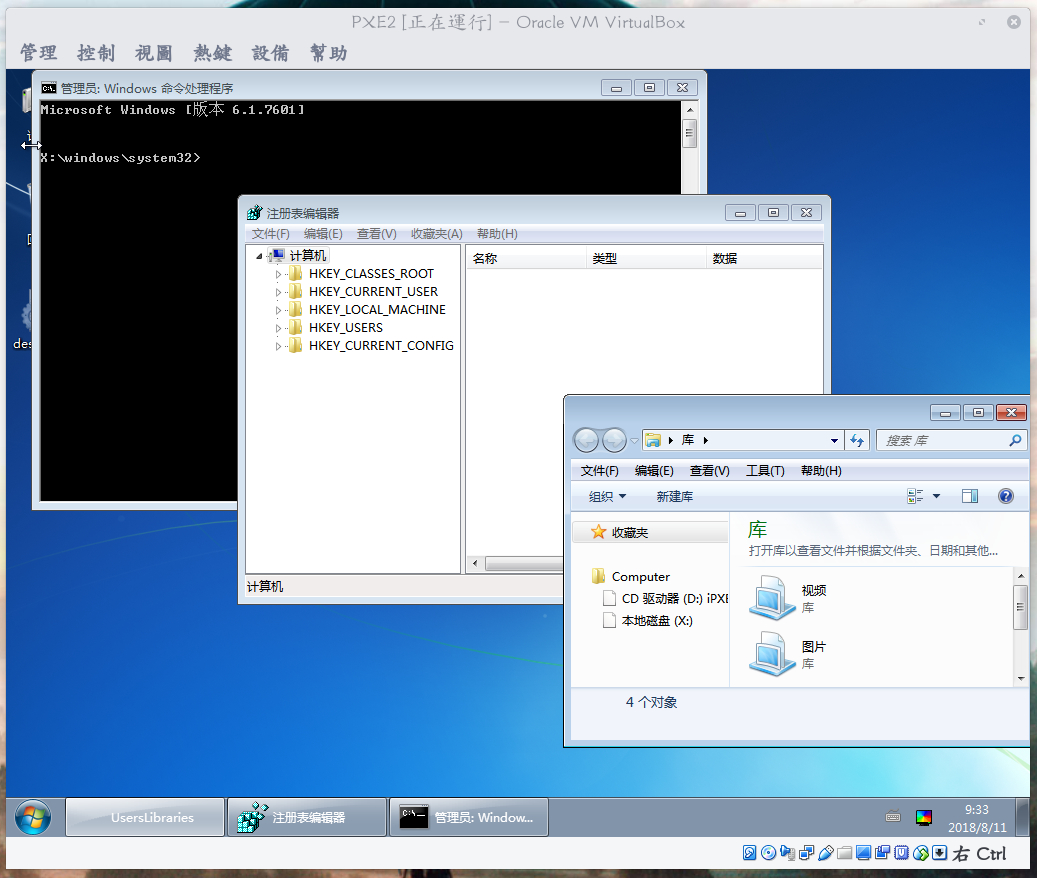 PXE2 [正在運行] - Oracle VM VirtualBox
管理 控制 視圖 熱鍵 設備 幫助
管理员: Windows 命令处理程序
Microsoft Windows [版本 6.1.7601]
X:\windows\system32>
des
注册表编辑器
文件(F) 编辑(E) 查看(V) 收藏夹(A) 帮助(H)
计算机
HKEY_CLASSES_ROOT
HKEY_CURRENT_USER
HKEY_LOCAL_MACHINE
HKEY_USERS
HKEY_CURRENT_CONFIG
名称 类型 数据
计算机
库
搜索 库
文件(F) 编辑(E) 查看(V) 工具(T) 帮助(H)
组织 新建库
收藏夹
Computer
CD 驱动器 (D:) iPXE
本地磁盘 (X:)
库
打开库以查看文件并根据文件夹、日期和其他...
视频
库
图片
库
4 个对象
UsersLibraries
注册表编辑器
管理员: Window...
9:33
2018/8/11
右 Ctrl